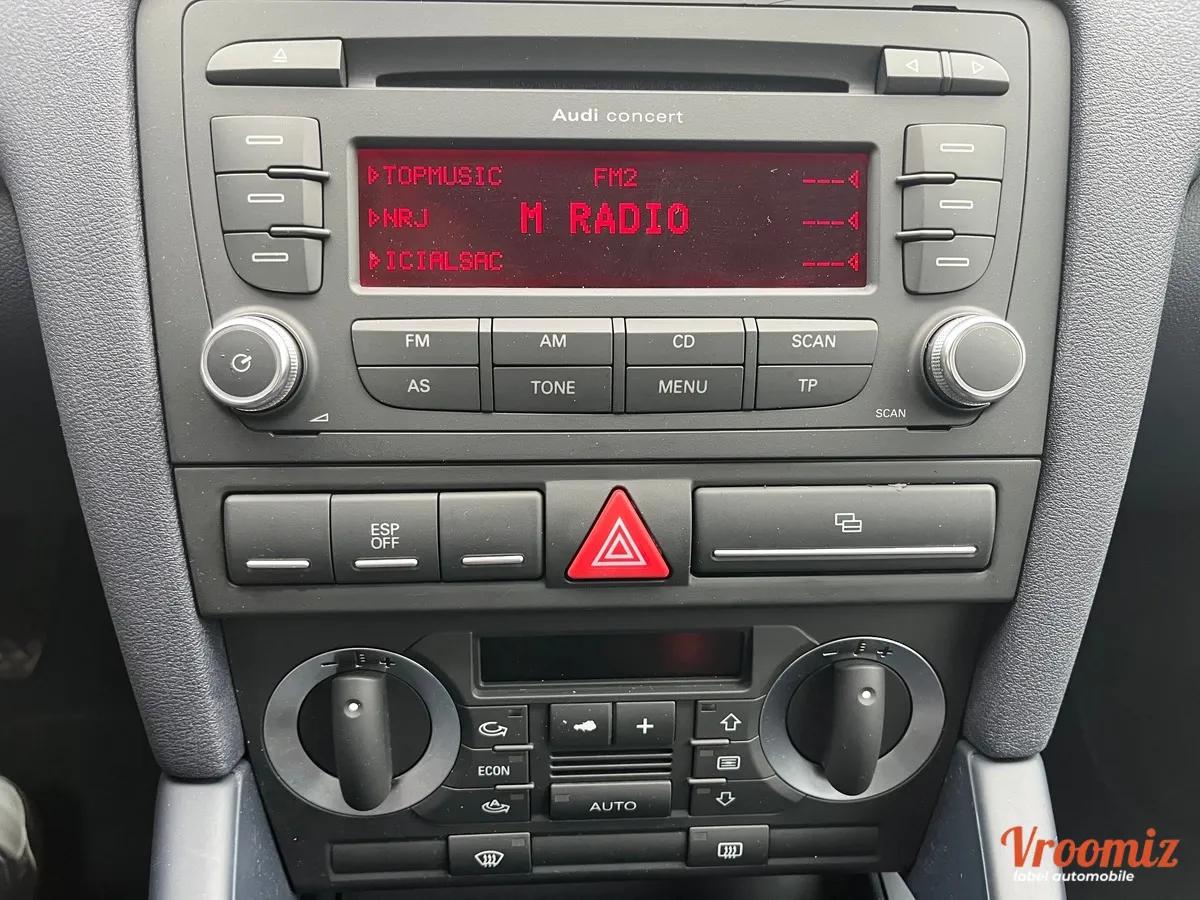 Audi concert
TOPMUSIC FM2 ---
NRJ M RADIO ---
ICIALSAC ---
FM AM CD SCAN
AS TONE MENU TP
SCAN
ESP
OFF
- + - +
+
ECON
AUTO
Vroomiz
label automobile